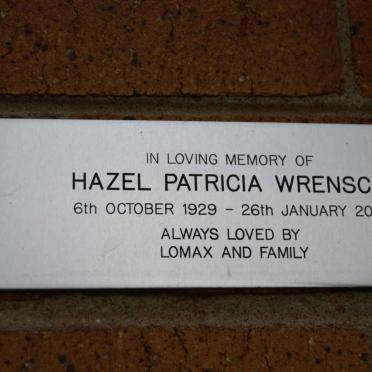 IN LOVING MEMORY OF
HAZEL PATRICIA WRENSC
6th OCTOBER 1929 - 26th JANUARY 20
ALWAYS LOVED BY
LOMAX AND FAMILY